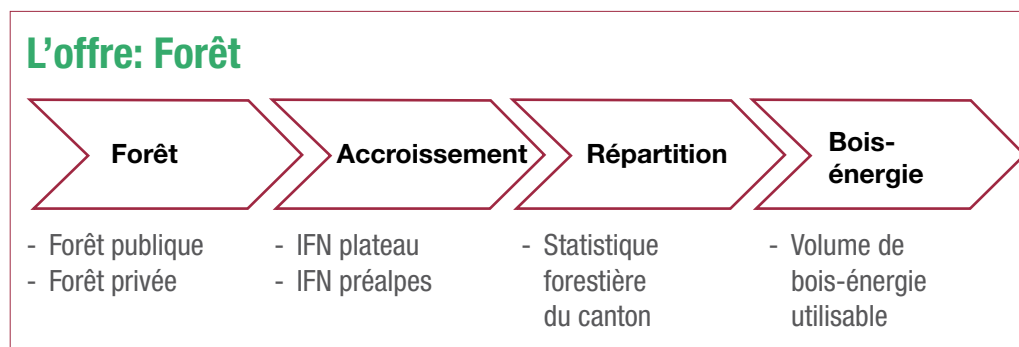 L'offre: Forêt
Forêt
Accroissement
Répartition
Bois-
énergie
- Forêt publique
- Forêt privée
- IFN plateau
- IFN préalpes
- Statistique
forestière
du canton
- Volume de
bois-énergie
utilisable